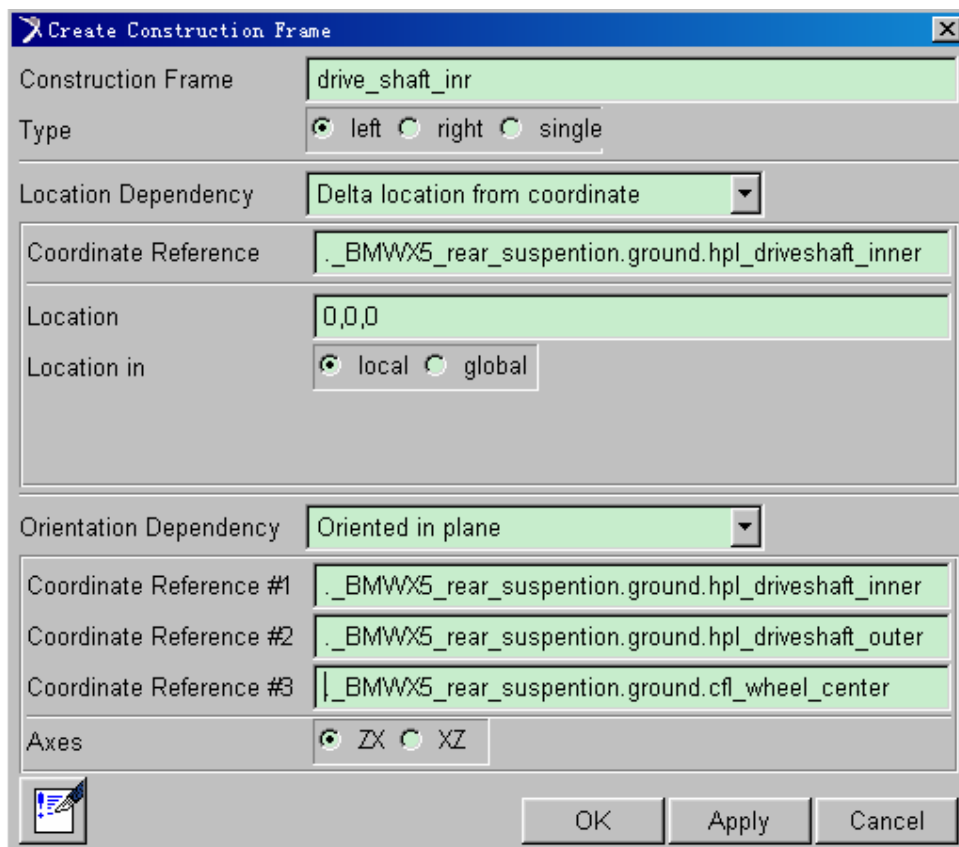 Create Construction Frame
Construction Frame drive_shaft_inr
Type left right single
Location Dependency Delta location from coordinate
Coordinate Reference ._BMWX5_rear_suspention.ground.hpl_driveshaft_inner
Location 0,0,0
Location in local global
Orientation Dependency Oriented in plane
Coordinate Reference #1 ._BMWX5_rear_suspention.ground.hpl_driveshaft_inner
Coordinate Reference #2 ._BMWX5_rear_suspention.ground.hpl_driveshaft_outer
Coordinate Reference #3 ._BMWX5_rear_suspention.ground.cfl_wheel_center
Axes ZX XZ
OK Apply Cancel